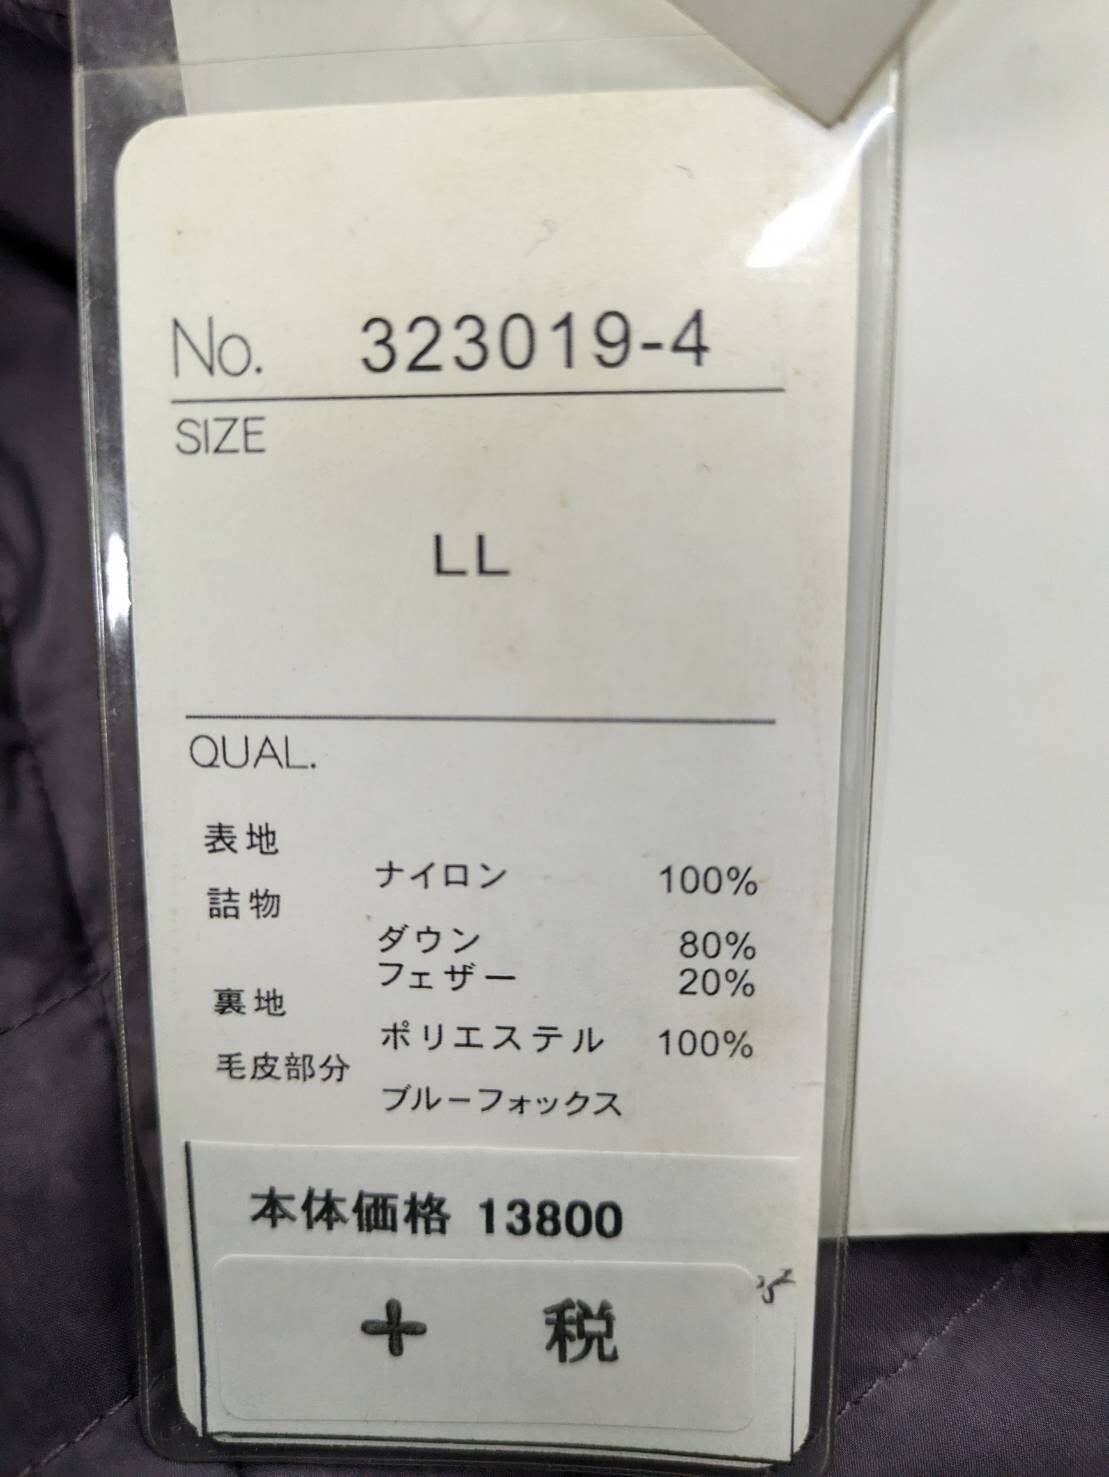 No. 323019-4
SIZE
LL
QUAL.
表地
ナイロン 100%
詰物
ダウン 80%
フェザー 20%
裏地
ポリエステル 100%
毛皮部分
ブルーフォックス
本体価格 13800
+ 税